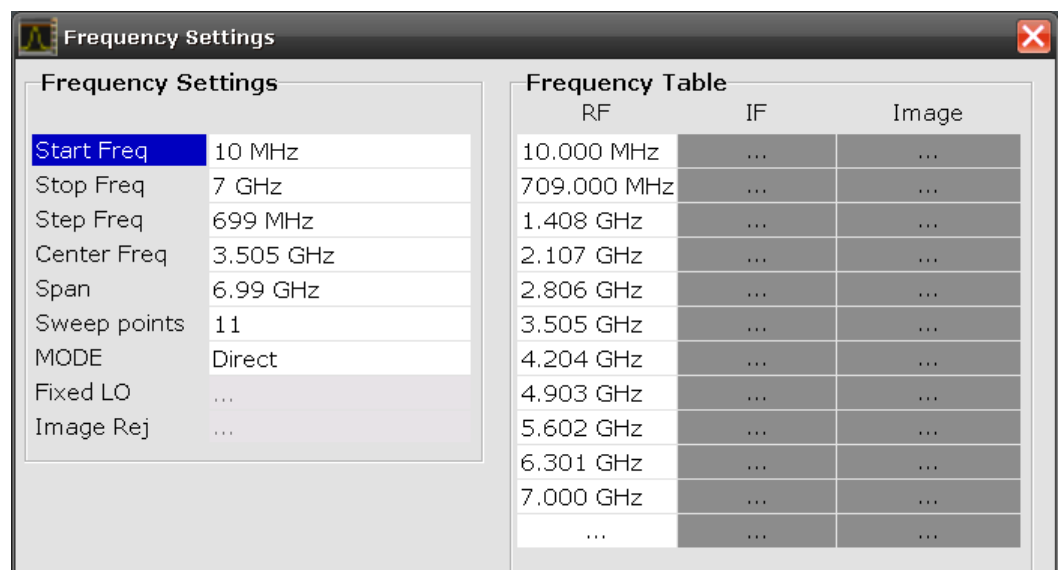 Frequency Settings
Frequency Settings
Start Freq 10 MHz
Stop Freq 7 GHz
Step Freq 699 MHz
Center Freq 3.505 GHz
Span 6.99 GHz
Sweep points 11
MODE Direct
Fixed LO ...
Image Rej ...
Frequency Table
RF IF Image
10.000 MHz ... ...
709.000 MHz ... ...
1.408 GHz ... ...
2.107 GHz ... ...
2.806 GHz ... ...
3.505 GHz ... ...
4.204 GHz ... ...
4.903 GHz ... ...
5.602 GHz ... ...
6.301 GHz ... ...
7.000 GHz ... ...
... ... ...